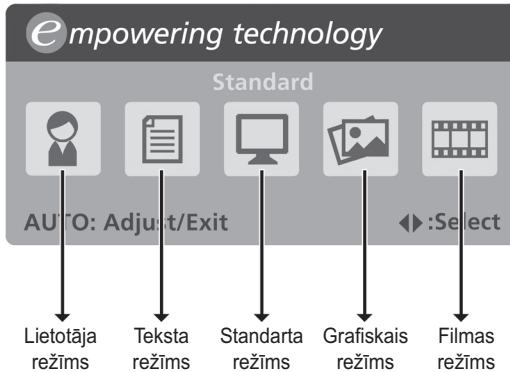 empowering technology
Standard
AUTO: Adjust/Exit :Select
Lietotāja režīms
Teksta režīms
Standarta režīms
Grafiskais režīms
Filmas režīms